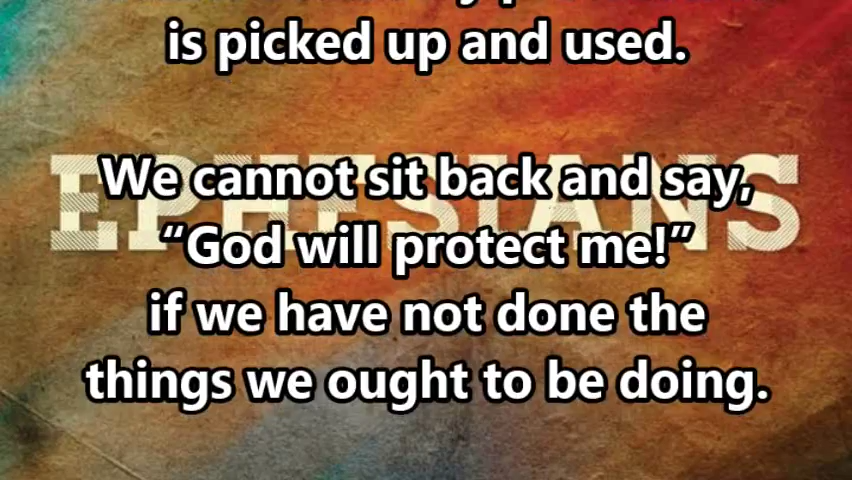 is picked up and used.
EPHESIANS
We cannot sit back and say,
“God will protect me!”
if we have not done the
things we ought to be doing.